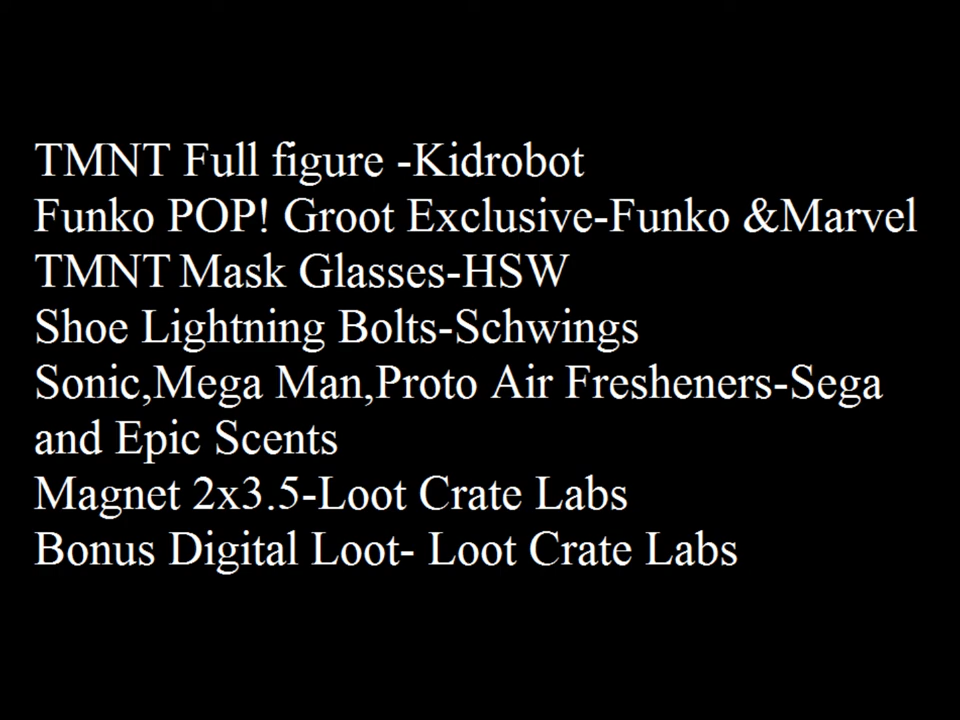 TMNT Full figure -Kidrobot
Funko POP! Groot Exclusive-Funko &Marvel
TMNT Mask Glasses-HSW
Shoe Lightning Bolts-Schwings
Sonic,Mega Man,Proto Air Fresheners-Sega
and Epic Scents
Magnet 2x3.5-Loot Crate Labs
Bonus Digital Loot- Loot Crate Labs